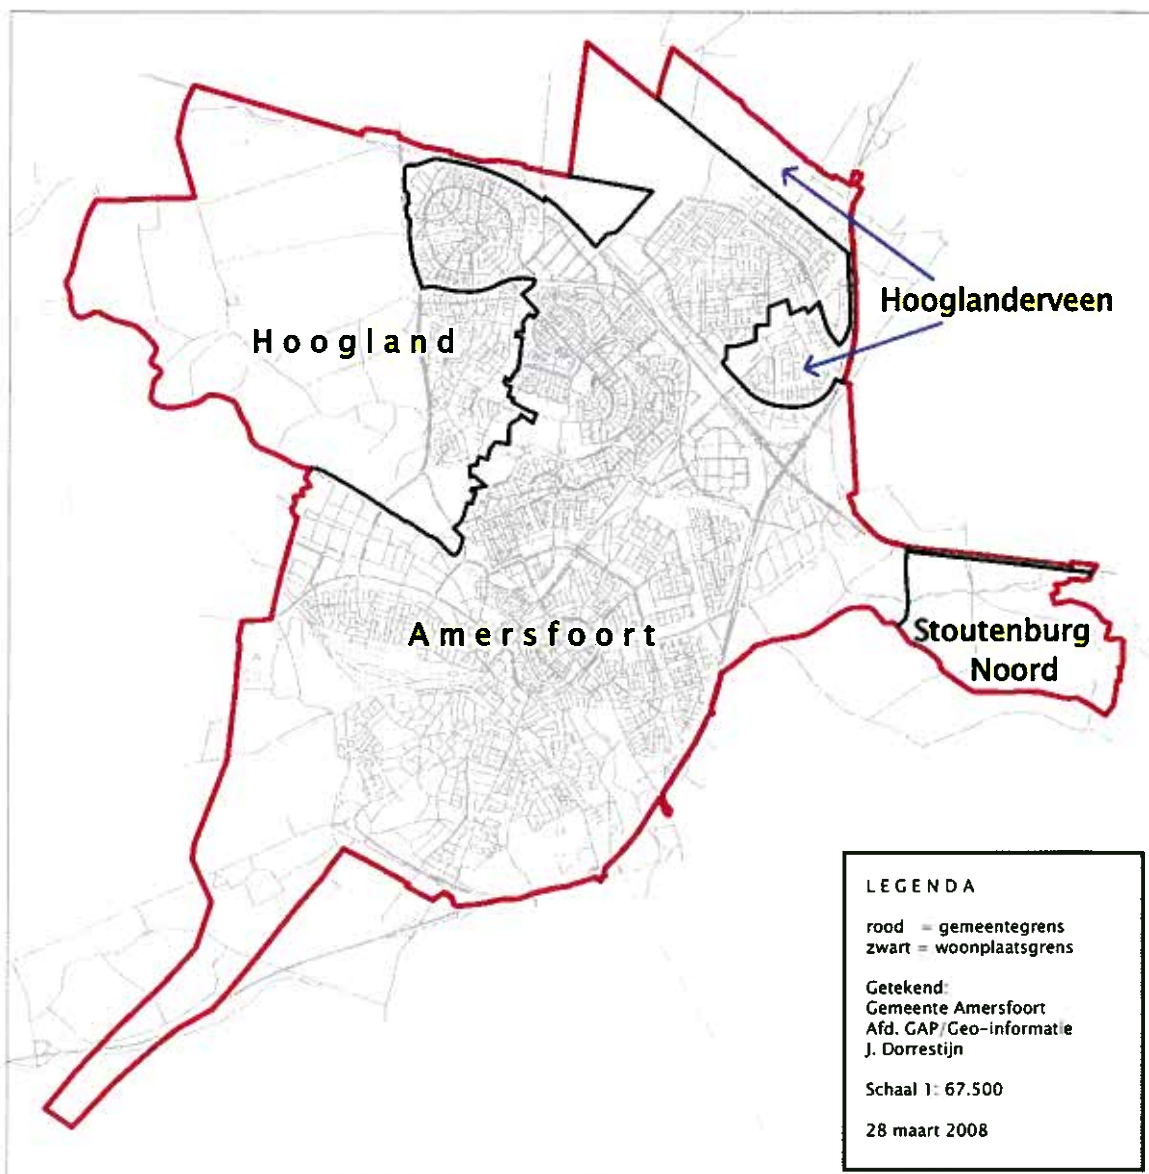 Hooglanderveen
Hoogland
Amersfoort
Stoutenburg
Noord
LEGENDA
rood = gemeentegrens
zwart = woonplaatsgrens
Getekend:
Gemeente Amersfoort
Afd. GAP/Geo-informatie
J. Dorrestijn
Schaal 1: 67.500
28 maart 2008